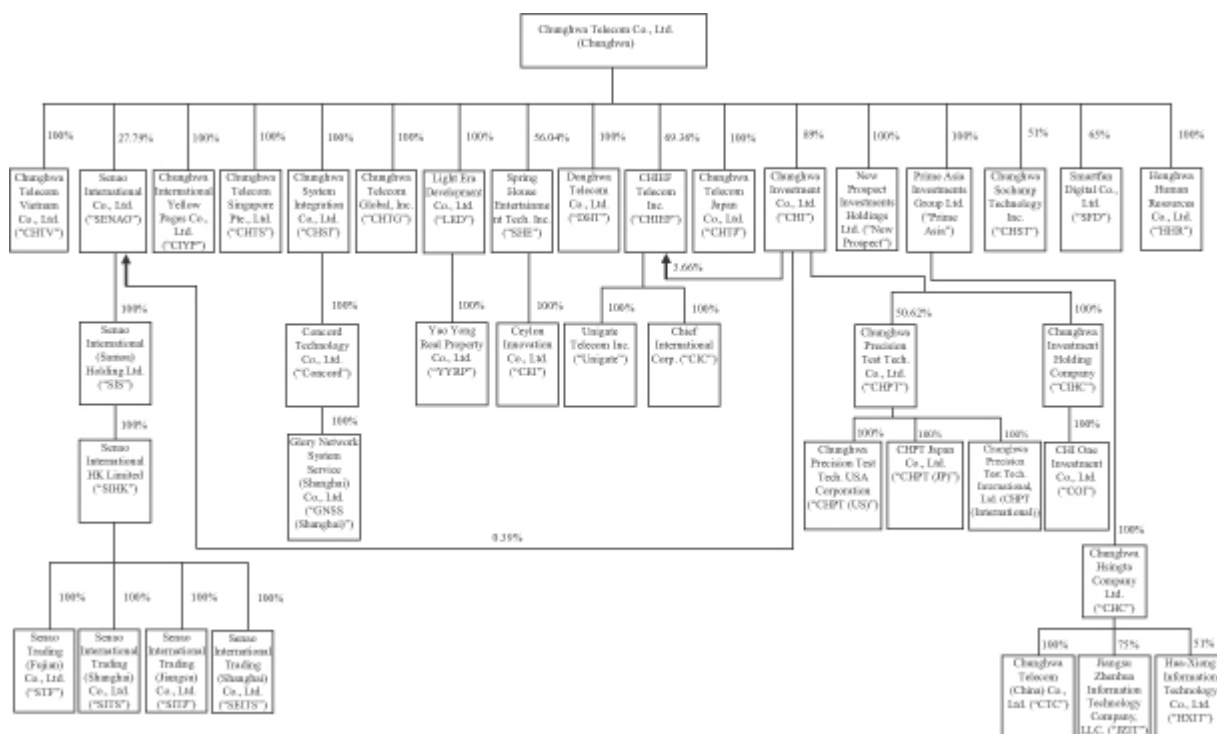 Chunghwa Telecom Co., Ltd.
(Chunghwa)
100%
27.79%
100%
100%
100%
100%
100%
56.04%
100%
69.36%
100%
89%
100%
100%
51%
65%
100%
Chunghwa
Telecom
Vietnam
Co., Ltd.
("CHTV")
Senao
International
Co., Ltd.
("SENAO")
Chunghwa
International
Yellow
Pages Co.,
Ltd.
("CIYP")
Chunghwa
Telecom
Singapore
Pte., Ltd.
("CHTS")
Chunghwa
System
Integration
Co., Ltd.
("CHSI")
Chunghwa
Telecom
Global, Inc.
("CHTG")
Light Era
Development
Co., Ltd.
("LED")
Spring
House
Entertainme
nt Tech. Inc.
("SHE")
Donghwa
Telecom
Co., Ltd.
("DHT")
CHIEF
Telecom
Inc.
("CHIEF")
Chunghwa
Telecom
Japan
Co., Ltd.
("CHTJ")
Chunghwa
Investment
Co., Ltd.
("CHI")
New
Prospect
Investments
Holdings
Ltd. ("New
Prospect")
Prime Asia
Investments
Group Ltd.
("Prime
Asia")
Chunghwa
Sochamp
Technology
Inc.
("CHST")
Smartfun
Digital Co.,
Ltd.
("SFD")
Honghwa
Human
Resources
Co., Ltd.
("HHR")
3.66%
100%
100%
100%
100%
100%
100%
50.62%
100%
Senao
International
(Samoa)
Holding Ltd.
("SIS")
Concord
Technology
Co., Ltd.
("Concord")
Yao Yong
Real Property
Co., Ltd.
("YYRP")
Ceylon
Innovation
Co., Ltd.
("CEI")
Unigate
Telecom Inc.
("Unigate")
Chief
International
Corp. ("CIC")
Chunghwa
Precision
Test Tech.
Co., Ltd.
("CHPT")
Chunghwa
Investment
Holding
Company
("CIHC")
100%
100%
100%
100%
100%
100%
Senao
International
HK Limited
("SIHK")
Glory Network
System
Service
(Shanghai)
Co., Ltd.
("GNSS
(Shanghai)")
Chunghwa
Precision Test
Tech. USA
Corporation
("CHPT (US)")
CHPT Japan
Co., Ltd.
("CHPT (JP)")
Chunghwa
Precision
Test Tech.
International,
Ltd. (CHPT
(International))
CHI One
Investment
Co., Ltd.
("COI")
0.39%
100%
Chunghwa
Hsingta
Company
Ltd.
("CHC")
100%
100%
100%
100%
Senao
Trading
(Fujian)
Co., Ltd.
("STF")
Senao
International
Trading
(Shanghai)
Co., Ltd.
("SITS")
Senao
International
Trading
(Jiangsu)
Co., Ltd.
("SITJ")
Senao
International
Trading
(Shanghai)
Co., Ltd.
("SEITS")
100%
75%
51%
Chunghwa
Telecom
(China) Co.,
Ltd. ("CTC")
Jiangsu
Zhenhua
Information
Technology
Company,
LLC. ("JZIT")
Hua-Xiong
Information
Technology
Co., Ltd.
("HXIT")